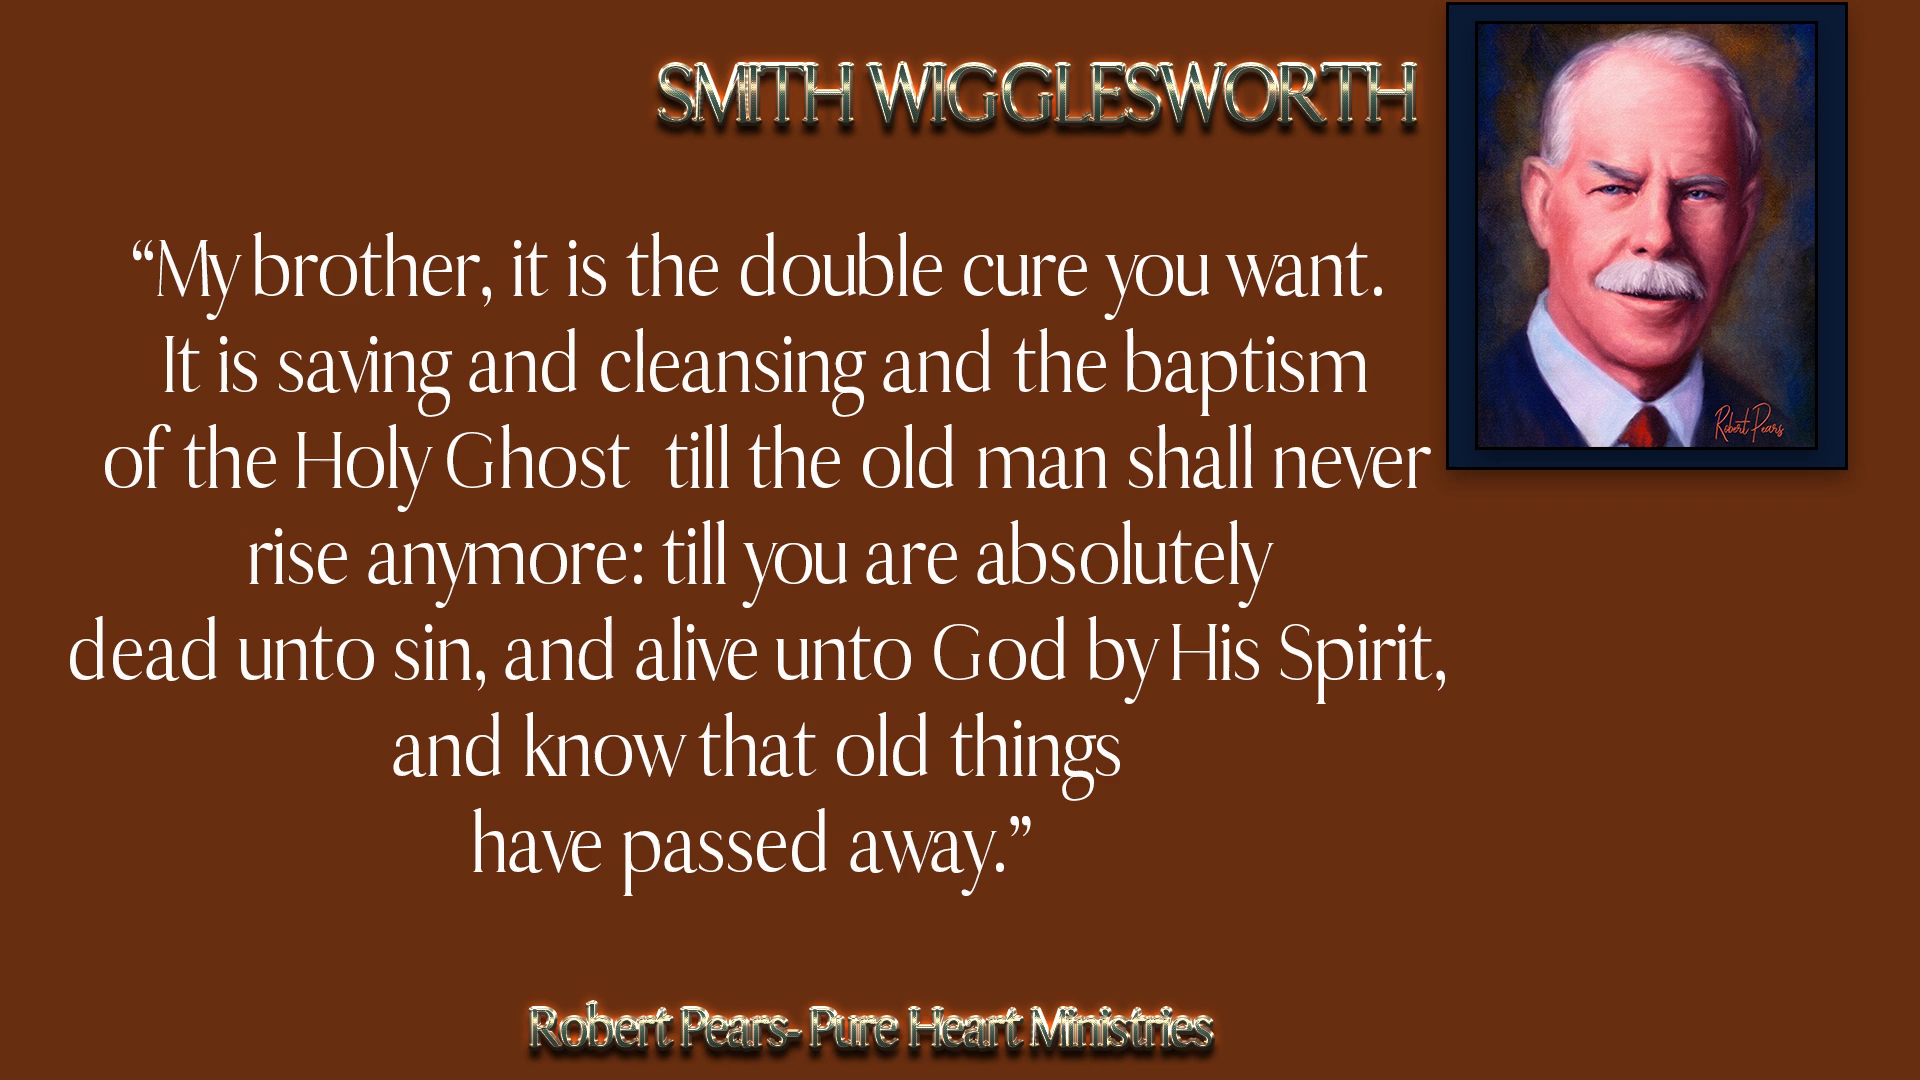 SMITH WIGGLESWORTH
“My brother, it is the double cure you want.
It is saving and cleansing and the baptism
of the Holy Ghost  till the old man shall never
rise anymore: till you are absolutely
dead unto sin, and alive unto God by His Spirit,
and know that old things
have passed away.”
Robert Pears
Robert Pears- Pure Heart Ministries